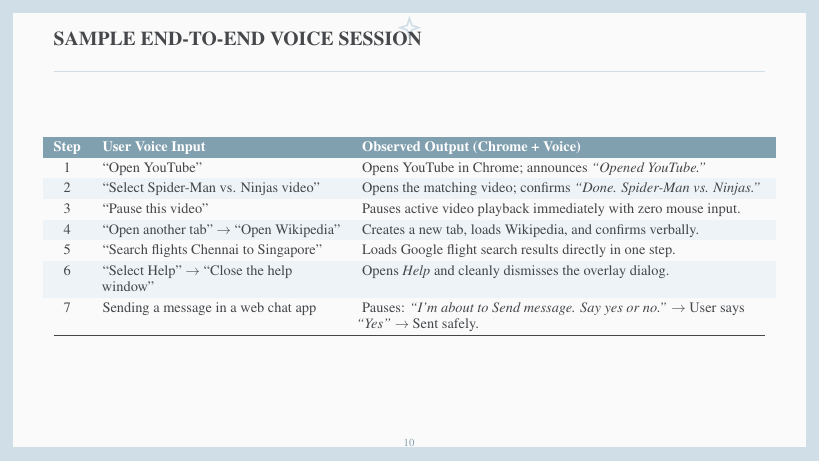 SAMPLE END-TO-END VOICE SESSION
Step User Voice Input Observed Output (Chrome + Voice)
1 “Open YouTube” Opens YouTube in Chrome; announces “Opened YouTube.”
2 “Select Spider-Man vs. Ninjas video” Opens the matching video; confirms “Done. Spider-Man vs. Ninjas.”
3 “Pause this video” Pauses active video playback immediately with zero mouse input.
4 “Open another tab” → “Open Wikipedia” Creates a new tab, loads Wikipedia, and confirms verbally.
5 “Search flights Chennai to Singapore” Loads Google flight search results directly in one step.
6 “Select Help” → “Close the help Opens Help and cleanly dismisses the overlay dialog.
window”
7 Sending a message in a web chat app Pauses: “I’m about to Send message. Say yes or no.” → User says
“Yes” → Sent safely.
10